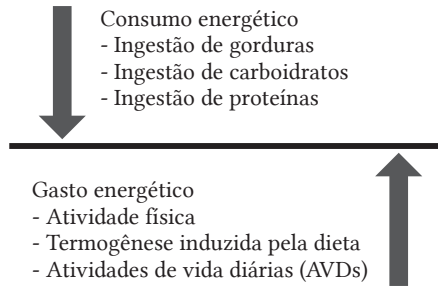 Consumo energético
- Ingestão de gorduras
- Ingestão de carboidratos
- Ingestão de proteínas
Gasto energético
- Atividade física
- Termogênese induzida pela dieta
- Atividades de vida diárias (AVDs)